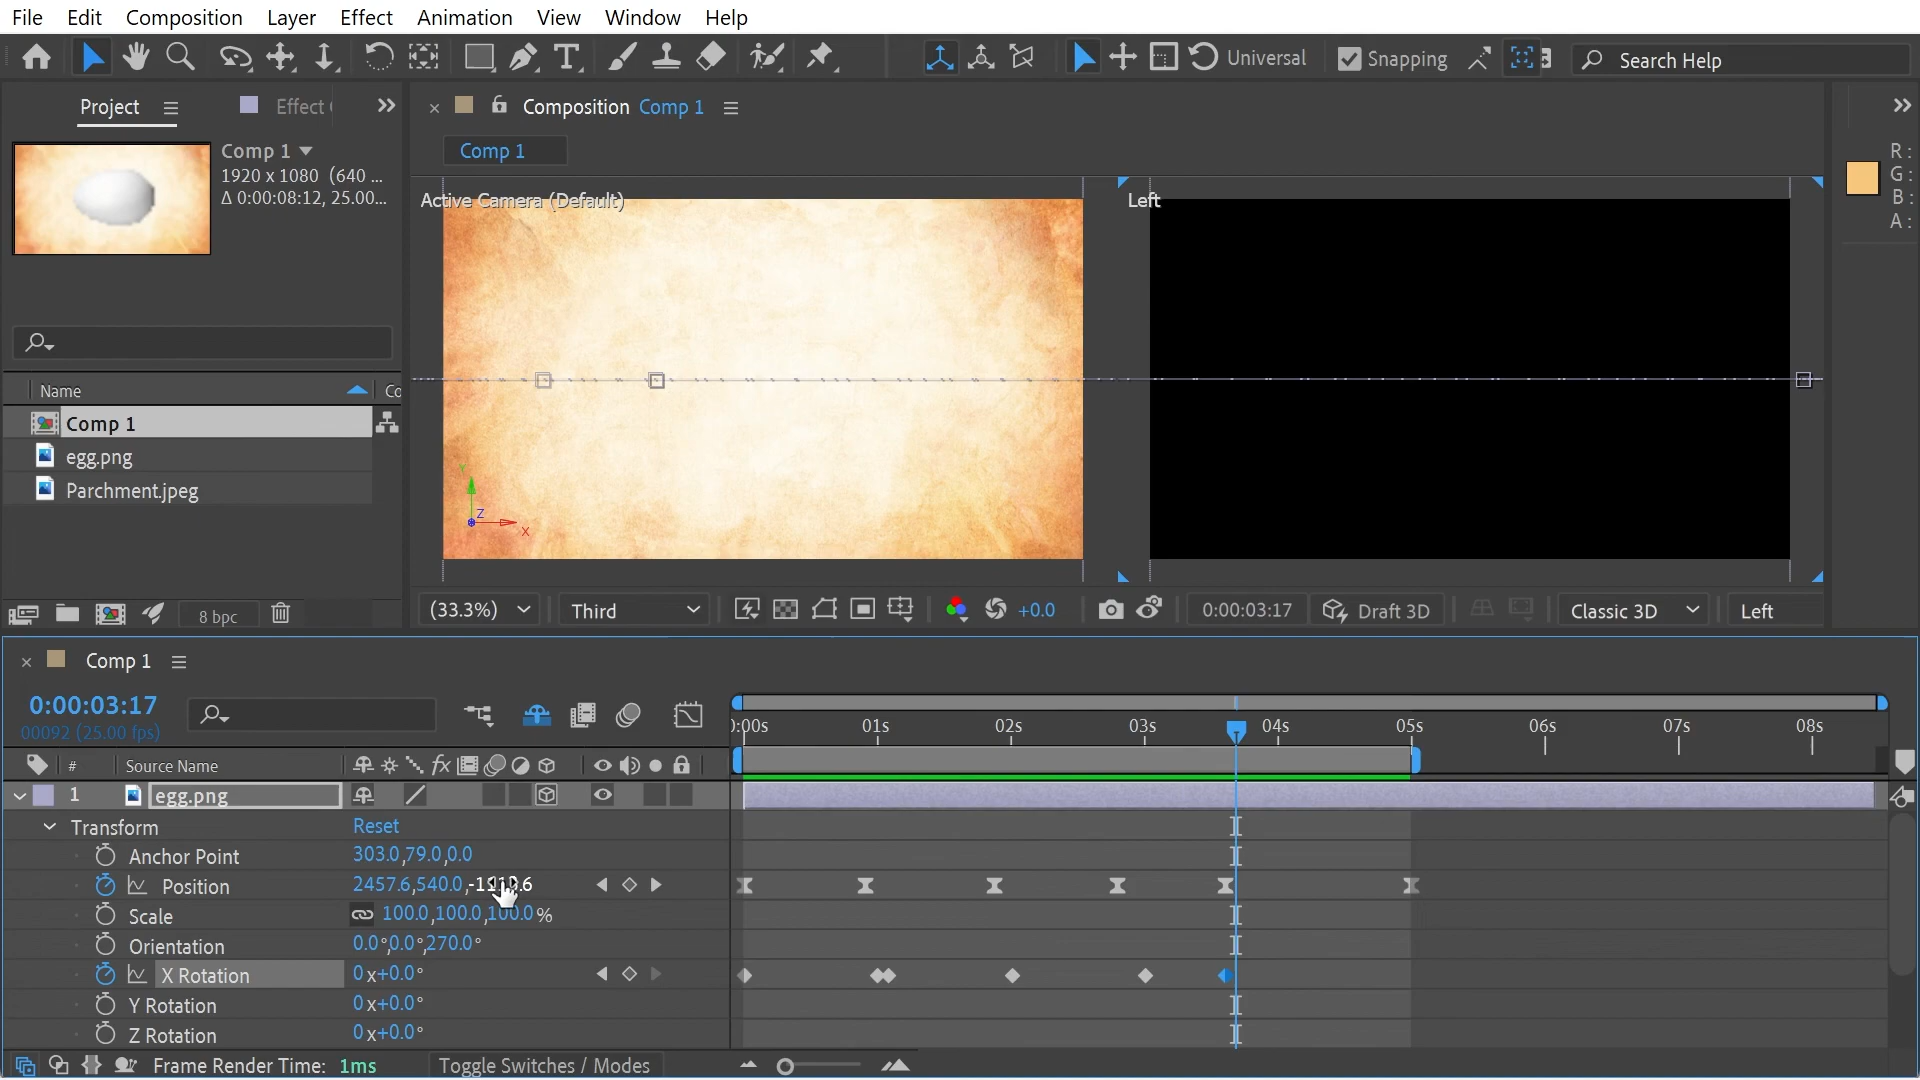 File Edit Composition Layer Effect Animation View Window Help
Universal Snapping Search Help
Project Effect
Composition Comp 1
Comp 1
1920 x 1080 (640 ...
Δ 0:00:08:12, 25.00...
Comp 1
R:
G:
B:
A:
Active Camera (Default)
Left
Y
Z
X
Name Co
Comp 1
egg.png
Parchment.jpeg
8 bpc
(33.3%) Third +0.0 0:00:03:17 Draft 3D Classic 3D Left
Comp 1
0:00:03:17
00092 (25.00 fps)
:00s 01s 02s 03s 04s 05s 06s 07s 08s
# Source Name fx
1 egg.png
Transform Reset
Anchor Point 303.0,79.0,0.0
Position 2457.6,540.0,
Scale 100.0,100.0,100.0%
Orientation 0.0°,0.0°,270.0°
X Rotation 0x+0.0°
Y Rotation 0x+0.0°
Z Rotation 0x+0.0°
Frame Render Time: 1ms Toggle Switches / Modes